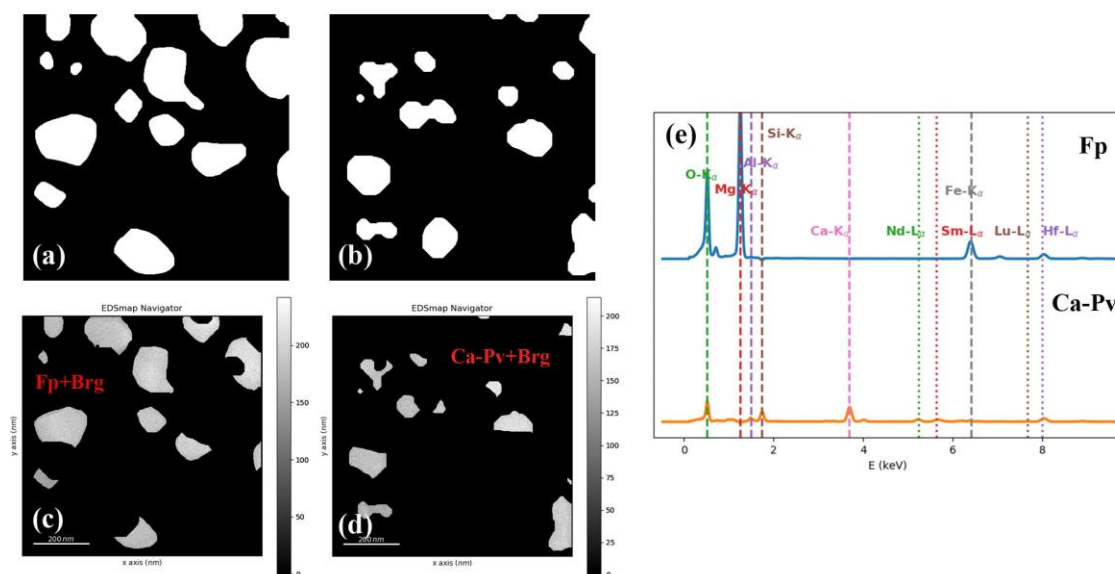 (a)
(b)
EDSmap Navigator
Fp+Brg
(c)
200 nm
y axis (nm)
x axis (nm)
200
150
100
50
0
EDSmap Navigator
Ca-Pv+Brg
(d)
200 nm
y axis (nm)
x axis (nm)
200
175
150
125
100
75
50
25
0
(e)
Fp
Si-Kα
Al-Kα
O-Kα
Mg-Kα
Fe-Kα
Ca-Kα
Nd-Lα
Sm-Lα
Lu-Lα
Hf-Lα
Ca-Pv
0
2
4
6
8
E (keV)